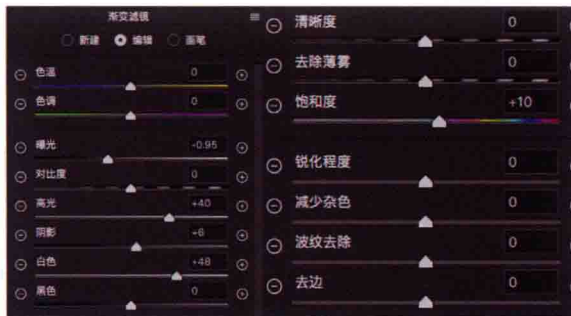 渐变滤镜
新建 编辑 画笔
色温 0
色调 0
曝光 -0.95
对比度 0
高光 +40
阴影 +6
白色 +48
黑色 0
清晰度 0
去除薄雾 0
饱和度 +10
锐化程度 0
减少杂色 0
波纹去除 0
去边 0